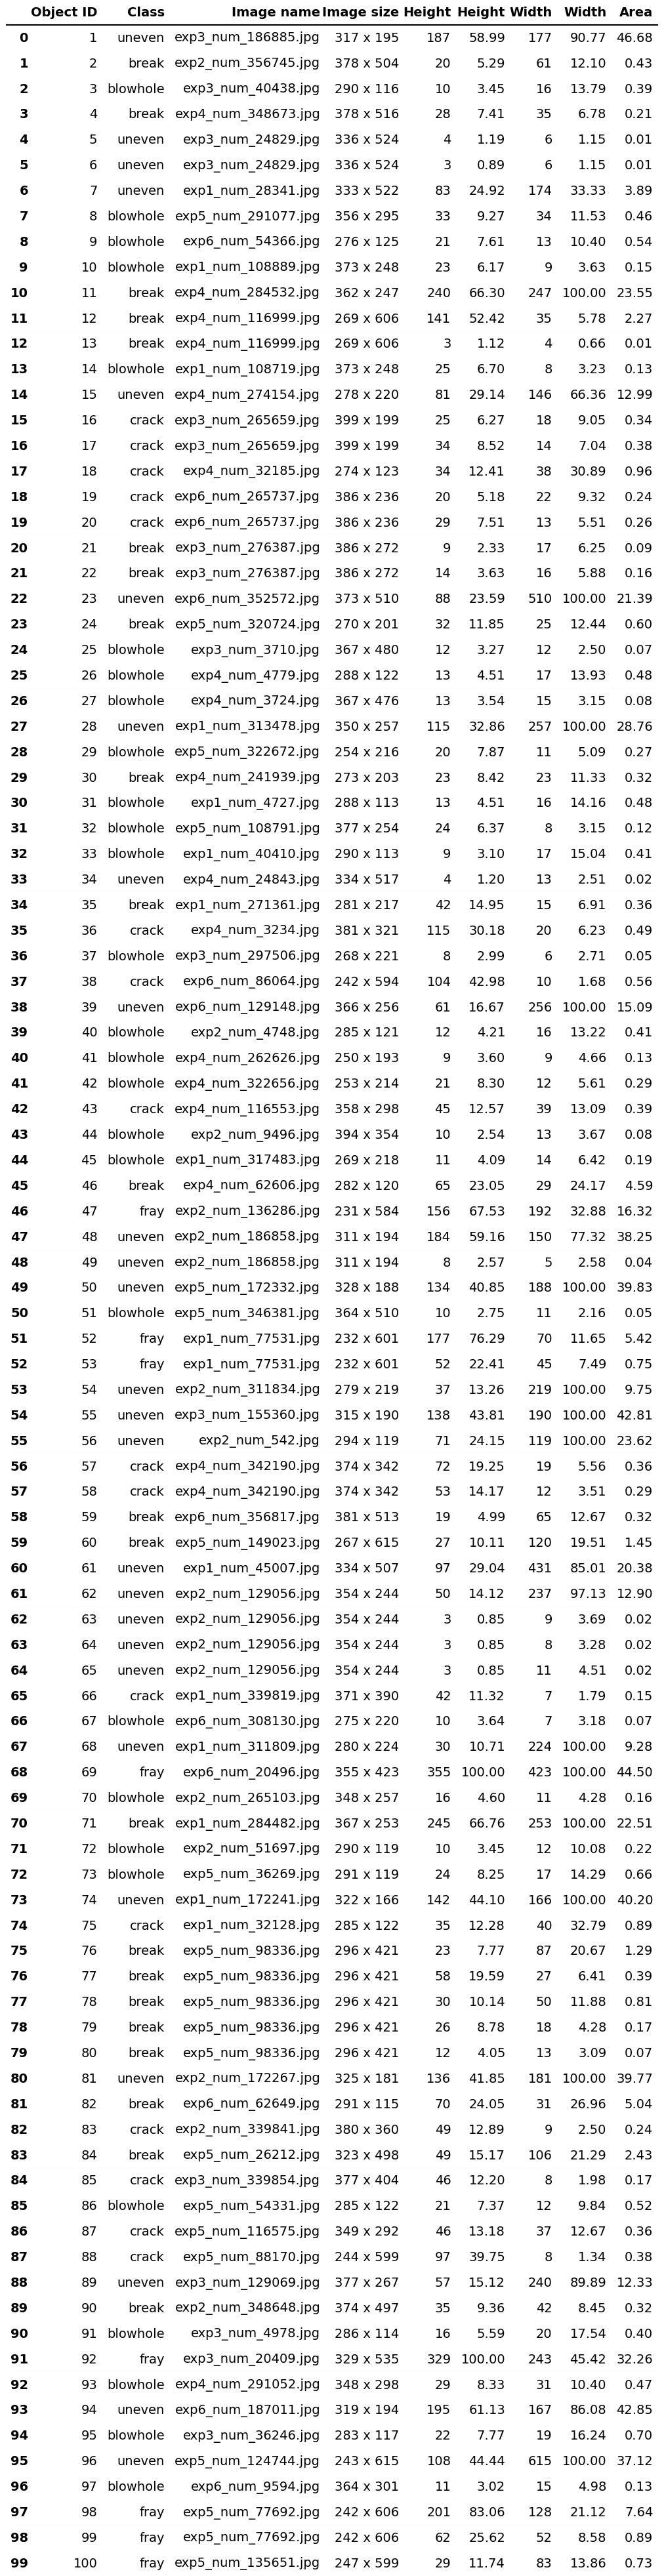 Object ID Class Image name Image size Height Height Width Width Area
0 1 uneven exp3_num_186885.jpg 317 x 195 187 58.99 177 90.77 46.68
1 2 break exp2_num_356745.jpg 378 x 504 20 5.29 61 12.10 0.43
2 3 blowhole exp3_num_40438.jpg 290 x 116 10 3.45 16 13.79 0.39
3 4 break exp4_num_348673.jpg 378 x 516 28 7.41 35 6.78 0.21
4 5 uneven exp3_num_24829.jpg 336 x 524 4 1.19 6 1.15 0.01
5 6 uneven exp3_num_24829.jpg 336 x 524 3 0.89 6 1.15 0.01
6 7 uneven exp1_num_28341.jpg 333 x 522 83 24.92 174 33.33 3.89
7 8 blowhole exp5_num_291077.jpg 356 x 295 33 9.27 34 11.53 0.46
8 9 blowhole exp6_num_54366.jpg 276 x 125 21 7.61 13 10.40 0.54
9 10 blowhole exp1_num_108889.jpg 373 x 248 23 6.17 9 3.63 0.15
10 11 break exp4_num_284532.jpg 362 x 247 240 66.30 247 100.00 23.55
11 12 break exp4_num_116999.jpg 269 x 606 141 52.42 35 5.78 2.27
12 13 break exp4_num_116999.jpg 269 x 606 3 1.12 4 0.66 0.01
13 14 blowhole exp1_num_108719.jpg 373 x 248 25 6.70 8 3.23 0.13
14 15 uneven exp4_num_274154.jpg 278 x 220 81 29.14 146 66.36 12.99
15 16 crack exp3_num_265659.jpg 399 x 199 25 6.27 18 9.05 0.34
16 17 crack exp3_num_265659.jpg 399 x 199 34 8.52 14 7.04 0.38
17 18 crack exp4_num_32185.jpg 274 x 123 34 12.41 38 30.89 0.96
18 19 crack exp6_num_265737.jpg 386 x 236 20 5.18 22 9.32 0.24
19 20 crack exp6_num_265737.jpg 386 x 236 29 7.51 13 5.51 0.26
20 21 break exp3_num_276387.jpg 386 x 272 9 2.33 17 6.25 0.09
21 22 break exp3_num_276387.jpg 386 x 272 14 3.63 16 5.88 0.16
22 23 uneven exp6_num_352572.jpg 373 x 510 88 23.59 510 100.00 21.39
23 24 break exp5_num_320724.jpg 270 x 201 32 11.85 25 12.44 0.60
24 25 blowhole exp3_num_3710.jpg 367 x 480 12 3.27 12 2.50 0.07
25 26 blowhole exp4_num_4779.jpg 288 x 122 13 4.51 17 13.93 0.48
26 27 blowhole exp4_num_3724.jpg 367 x 476 13 3.54 15 3.15 0.08
27 28 uneven exp1_num_313478.jpg 350 x 257 115 32.86 257 100.00 28.76
28 29 blowhole exp5_num_322672.jpg 254 x 216 20 7.87 11 5.09 0.27
29 30 break exp4_num_241939.jpg 273 x 203 23 8.42 23 11.33 0.32
30 31 blowhole exp1_num_4727.jpg 288 x 113 13 4.51 16 14.16 0.48
31 32 blowhole exp5_num_108791.jpg 377 x 254 24 6.37 8 3.15 0.12
32 33 blowhole exp1_num_40410.jpg 290 x 113 9 3.10 17 15.04 0.41
33 34 uneven exp4_num_24843.jpg 334 x 517 4 1.20 13 2.51 0.02
34 35 break exp1_num_271361.jpg 281 x 217 42 14.95 15 6.91 0.36
35 36 crack exp4_num_3234.jpg 381 x 321 115 30.18 20 6.23 0.49
36 37 blowhole exp3_num_297506.jpg 268 x 221 8 2.99 6 2.71 0.05
37 38 crack exp6_num_86064.jpg 242 x 594 104 42.98 10 1.68 0.56
38 39 uneven exp6_num_129148.jpg 366 x 256 61 16.67 256 100.00 15.09
39 40 blowhole exp2_num_4748.jpg 285 x 121 12 4.21 16 13.22 0.41
40 41 blowhole exp4_num_262626.jpg 250 x 193 9 3.60 9 4.66 0.13
41 42 blowhole exp4_num_322656.jpg 253 x 214 21 8.30 12 5.61 0.29
42 43 crack exp4_num_116553.jpg 358 x 298 45 12.57 39 13.09 0.39
43 44 blowhole exp2_num_9496.jpg 394 x 354 10 2.54 13 3.67 0.08
44 45 blowhole exp1_num_317483.jpg 269 x 218 11 4.09 14 6.42 0.19
45 46 break exp4_num_62606.jpg 282 x 120 65 23.05 29 24.17 4.59
46 47 fray exp2_num_136286.jpg 231 x 584 156 67.53 192 32.88 16.32
47 48 uneven exp2_num_186858.jpg 311 x 194 184 59.16 150 77.32 38.25
48 49 uneven exp2_num_186858.jpg 311 x 194 8 2.57 5 2.58 0.04
49 50 uneven exp5_num_172332.jpg 328 x 188 134 40.85 188 100.00 39.83
50 51 blowhole exp5_num_346381.jpg 364 x 510 10 2.75 11 2.16 0.05
51 52 fray exp1_num_77531.jpg 232 x 601 177 76.29 70 11.65 5.42
52 53 fray exp1_num_77531.jpg 232 x 601 52 22.41 45 7.49 0.75
53 54 uneven exp2_num_311834.jpg 279 x 219 37 13.26 219 100.00 9.75
54 55 uneven exp3_num_155360.jpg 315 x 190 138 43.81 190 100.00 42.81
55 56 uneven exp2_num_542.jpg 294 x 119 71 24.15 119 100.00 23.62
56 57 crack exp4_num_342190.jpg 374 x 342 72 19.25 19 5.56 0.36
57 58 crack exp4_num_342190.jpg 374 x 342 53 14.17 12 3.51 0.29
58 59 break exp6_num_356817.jpg 381 x 513 19 4.99 65 12.67 0.32
59 60 break exp5_num_149023.jpg 267 x 615 27 10.11 120 19.51 1.45
60 61 uneven exp1_num_45007.jpg 334 x 507 97 29.04 431 85.01 20.38
61 62 uneven exp2_num_129056.jpg 354 x 244 50 14.12 237 97.13 12.90
62 63 uneven exp2_num_129056.jpg 354 x 244 3 0.85 9 3.69 0.02
63 64 uneven exp2_num_129056.jpg 354 x 244 3 0.85 8 3.28 0.02
64 65 uneven exp2_num_129056.jpg 354 x 244 3 0.85 11 4.51 0.02
65 66 crack exp1_num_339819.jpg 371 x 390 42 11.32 7 1.79 0.15
66 67 blowhole exp6_num_308130.jpg 275 x 220 10 3.64 7 3.18 0.07
67 68 uneven exp1_num_311809.jpg 280 x 224 30 10.71 224 100.00 9.28
68 69 fray exp6_num_20496.jpg 355 x 423 355 100.00 423 100.00 44.50
69 70 blowhole exp2_num_265103.jpg 348 x 257 16 4.60 11 4.28 0.16
70 71 break exp1_num_284482.jpg 367 x 253 245 66.76 253 100.00 22.51
71 72 blowhole exp2_num_51697.jpg 290 x 119 10 3.45 12 10.08 0.22
72 73 blowhole exp5_num_36269.jpg 291 x 119 24 8.25 17 14.29 0.66
73 74 uneven exp1_num_172241.jpg 322 x 166 142 44.10 166 100.00 40.20
74 75 crack exp1_num_32128.jpg 285 x 122 35 12.28 40 32.79 0.89
75 76 break exp5_num_98336.jpg 296 x 421 23 7.77 87 20.67 1.29
76 77 break exp5_num_98336.jpg 296 x 421 58 19.59 27 6.41 0.39
77 78 break exp5_num_98336.jpg 296 x 421 30 10.14 50 11.88 0.81
78 79 break exp5_num_98336.jpg 296 x 421 26 8.78 18 4.28 0.17
79 80 break exp5_num_98336.jpg 296 x 421 12 4.05 13 3.09 0.07
80 81 uneven exp2_num_172267.jpg 325 x 181 136 41.85 181 100.00 39.77
81 82 break exp6_num_62649.jpg 291 x 115 70 24.05 31 26.96 5.04
82 83 crack exp2_num_339841.jpg 380 x 360 49 12.89 9 2.50 0.24
83 84 break exp5_num_26212.jpg 323 x 498 49 15.17 106 21.29 2.43
84 85 crack exp3_num_339854.jpg 377 x 404 46 12.20 8 1.98 0.17
85 86 blowhole exp5_num_54331.jpg 285 x 122 21 7.37 12 9.84 0.52
86 87 crack exp5_num_116575.jpg 349 x 292 46 13.18 37 12.67 0.36
87 88 crack exp5_num_88170.jpg 244 x 599 97 39.75 8 1.34 0.38
88 89 uneven exp3_num_129069.jpg 377 x 267 57 15.12 240 89.89 12.33
89 90 break exp2_num_348648.jpg 374 x 497 35 9.36 42 8.45 0.32
90 91 blowhole exp3_num_4978.jpg 286 x 114 16 5.59 20 17.54 0.40
91 92 fray exp3_num_20409.jpg 329 x 535 329 100.00 243 45.42 32.26
92 93 blowhole exp4_num_291052.jpg 348 x 298 29 8.33 31 10.40 0.47
93 94 uneven exp6_num_187011.jpg 319 x 194 195 61.13 167 86.08 42.85
94 95 blowhole exp3_num_36246.jpg 283 x 117 22 7.77 19 16.24 0.70
95 96 uneven exp5_num_124744.jpg 243 x 615 108 44.44 615 100.00 37.12
96 97 blowhole exp6_num_9594.jpg 364 x 301 11 3.02 15 4.98 0.13
97 98 fray exp5_num_77692.jpg 242 x 606 201 83.06 128 21.12 7.64
98 99 fray exp5_num_77692.jpg 242 x 606 62 25.62 52 8.58 0.89
99 100 fray exp5_num_135651.jpg 247 x 599 29 11.74 83 13.86 0.73